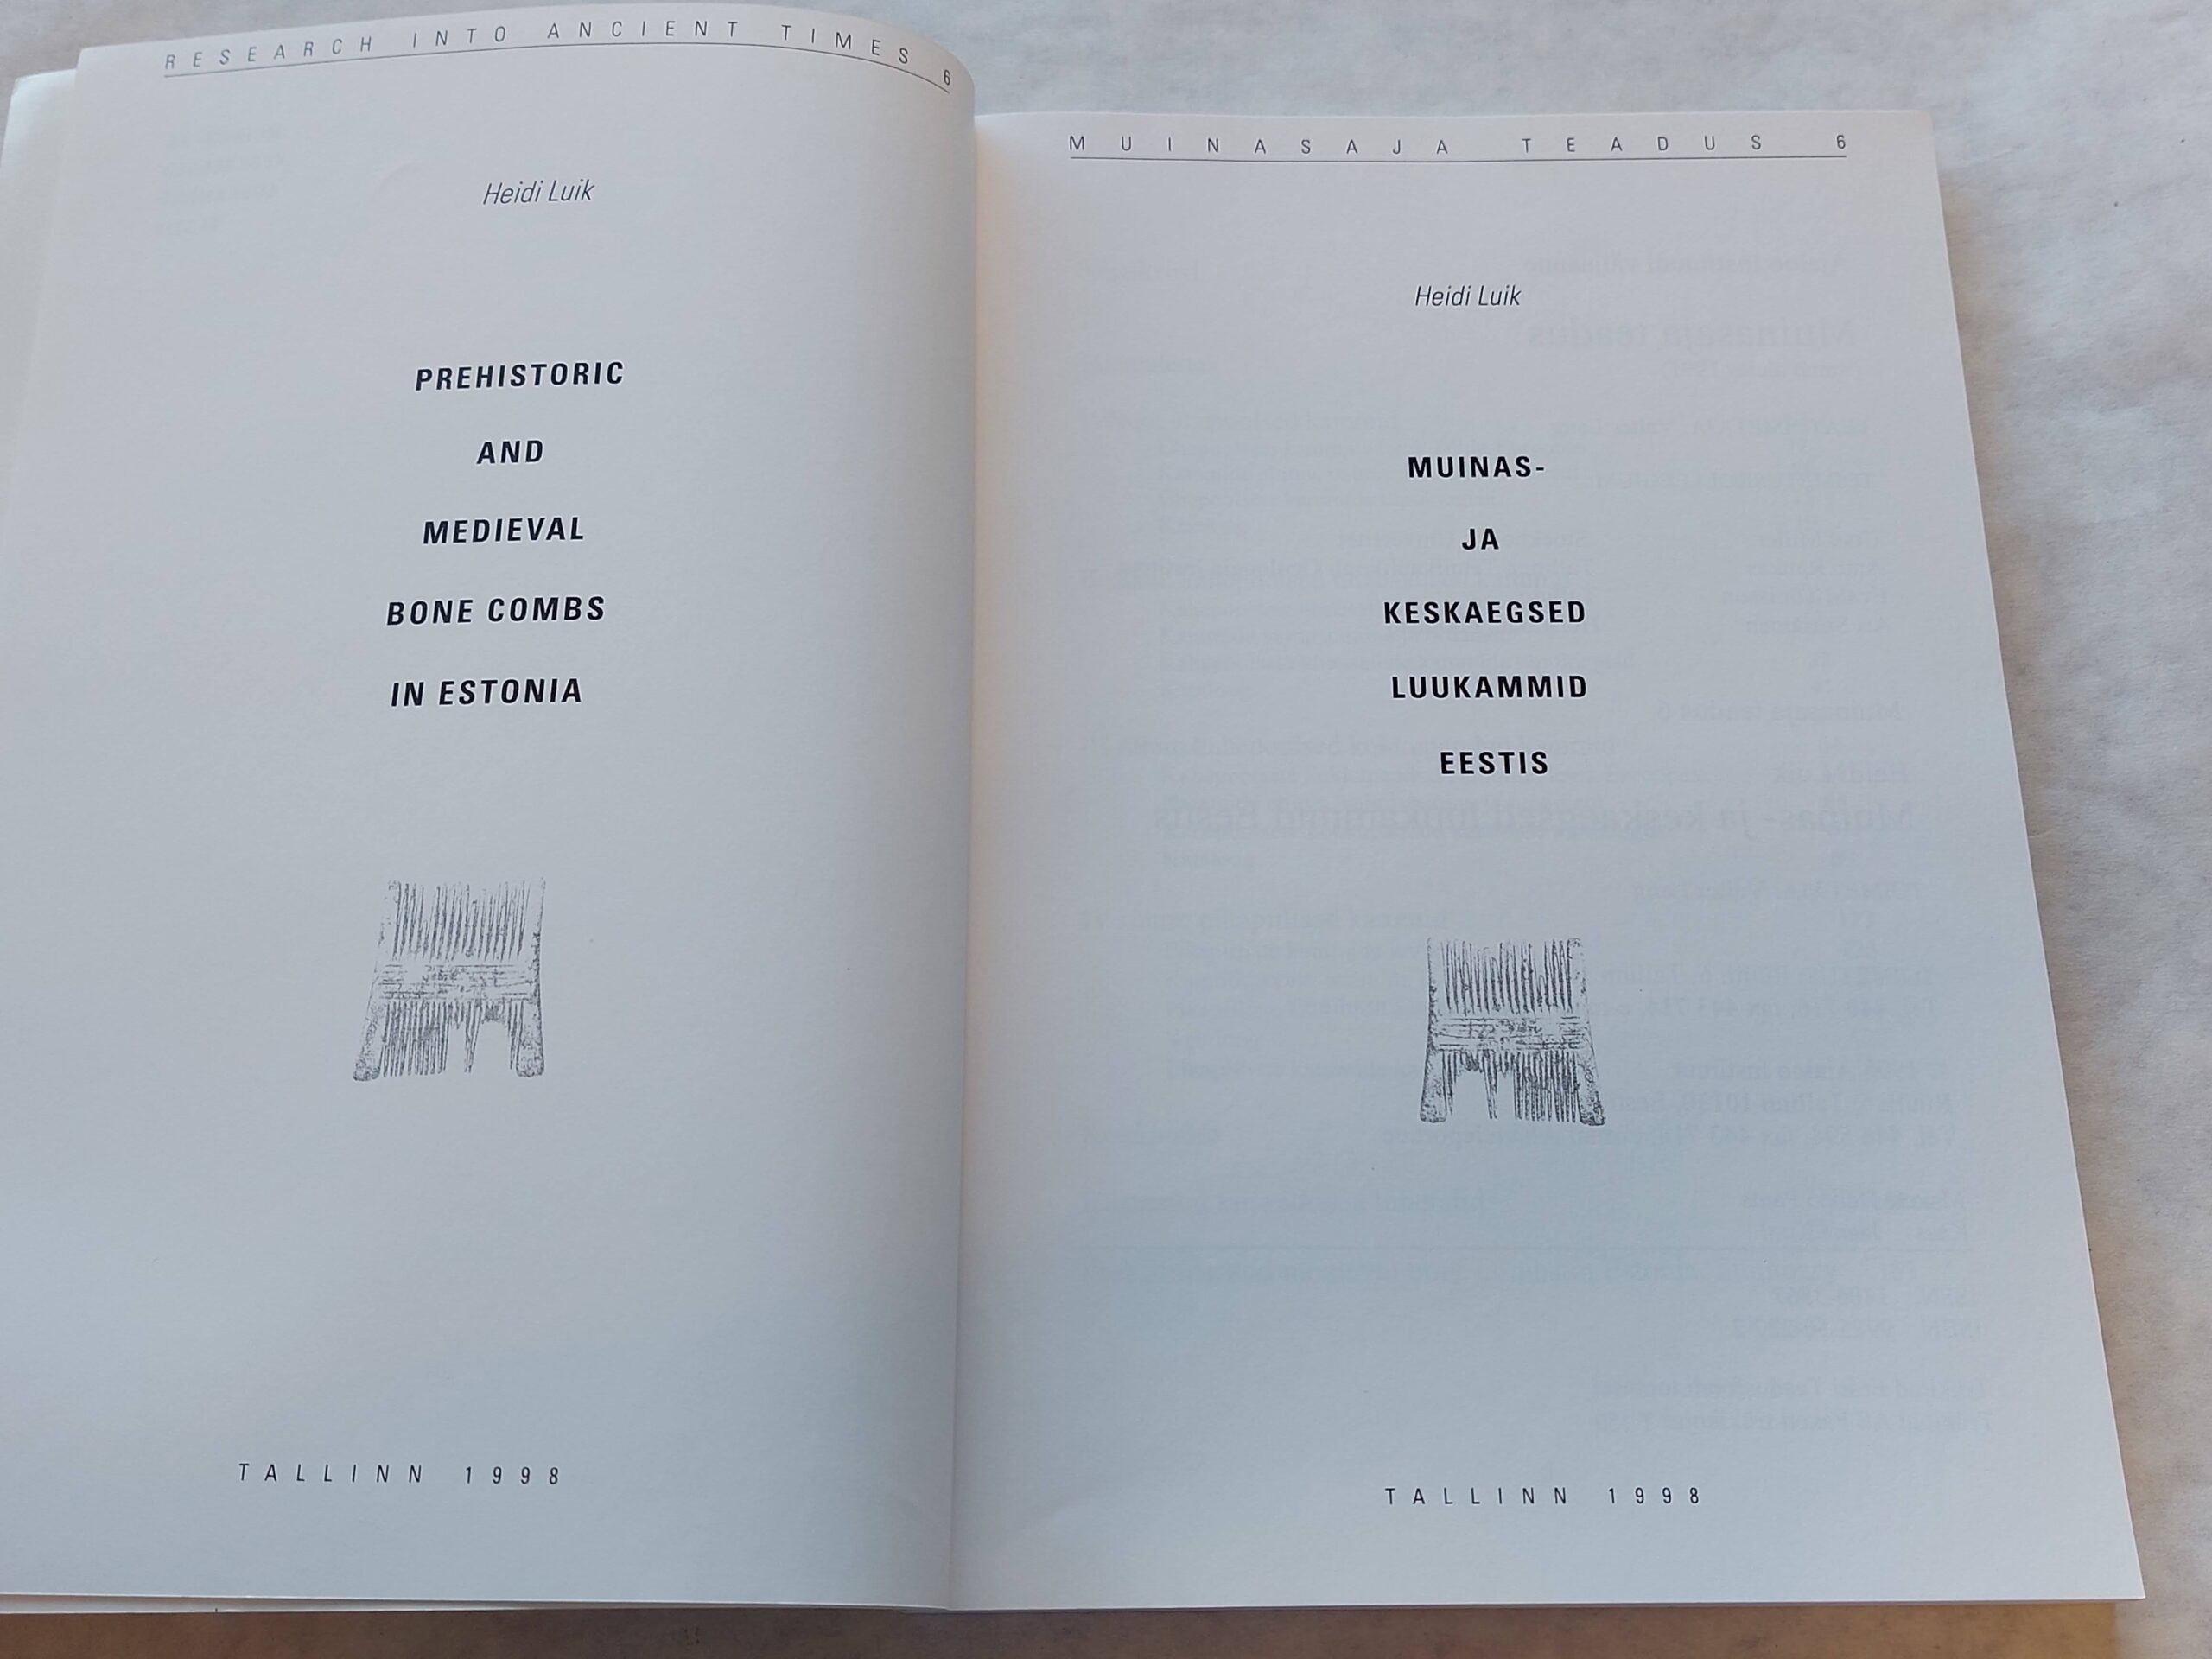 RESEARCH INTO ANCIENT TIMES 6
Heidi Luik
PREHISTORIC
AND
MEDIEVAL
BONE COMBS
IN ESTONIA
TALLINN 1998
MUINASAJA TEADUS 6
Heidi Luik
MUINAS-
JA
KESKAEGSED
LUUKAMMID
EESTIS
TALLINN 1998